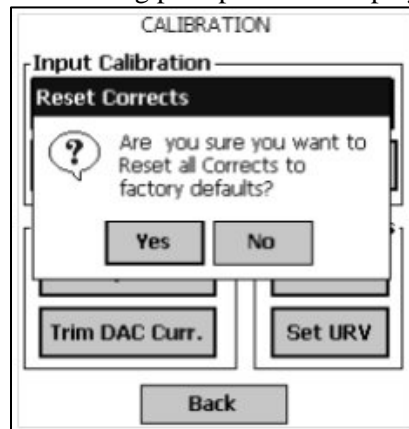 CALIBRATION
Input Calibration
Reset Corrects
Are you sure you want to
Reset all Corrects to
factory defaults?
Yes
No
Trim DAC Curr.
Set URV
Back